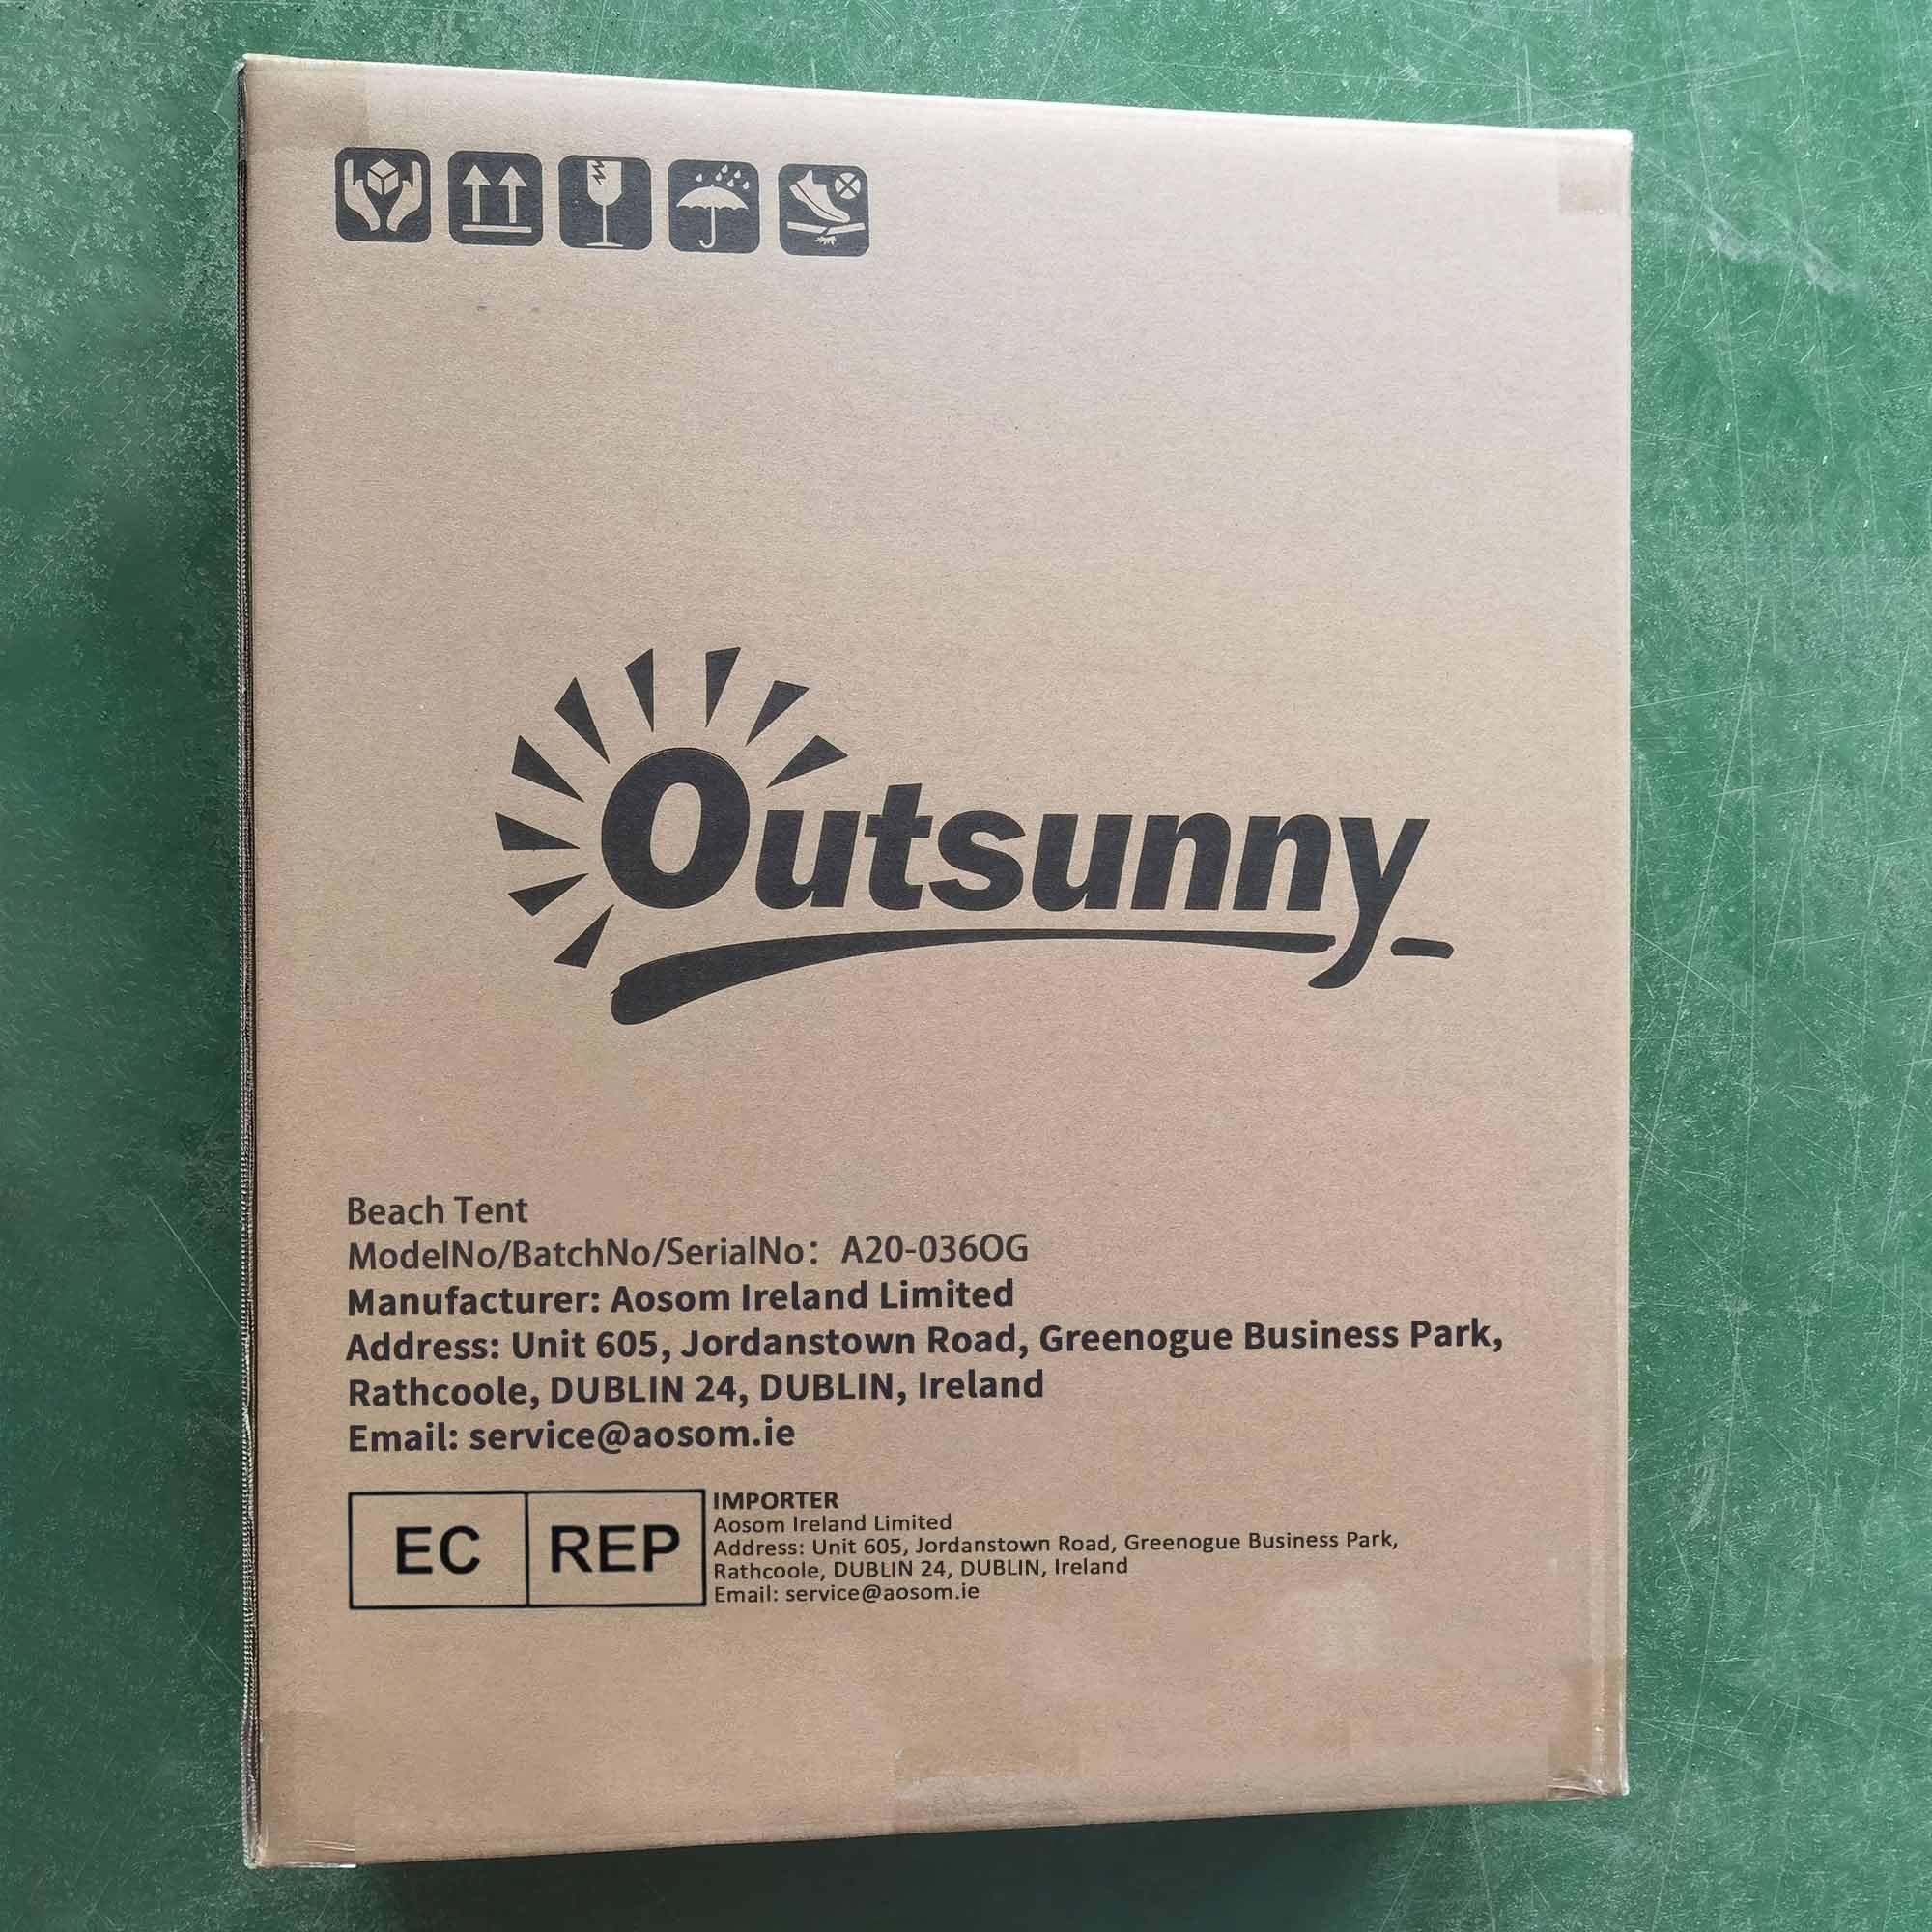 Outsunny
Beach Tent
ModelNo/BatchNo/SerialNo： A20-036OG
Manufacturer: Aosom Ireland Limited
Address: Unit 605, Jordanstown Road, Greenogue Business Park,
Rathcoole, DUBLIN 24, DUBLIN, Ireland
Email: service@aosom.ie
EC REP
IMPORTER
Aosom Ireland Limited
Address: Unit 605, Jordanstown Road, Greenogue Business Park,
Rathcoole, DUBLIN 24, DUBLIN, Ireland
Email: service@aosom.ie